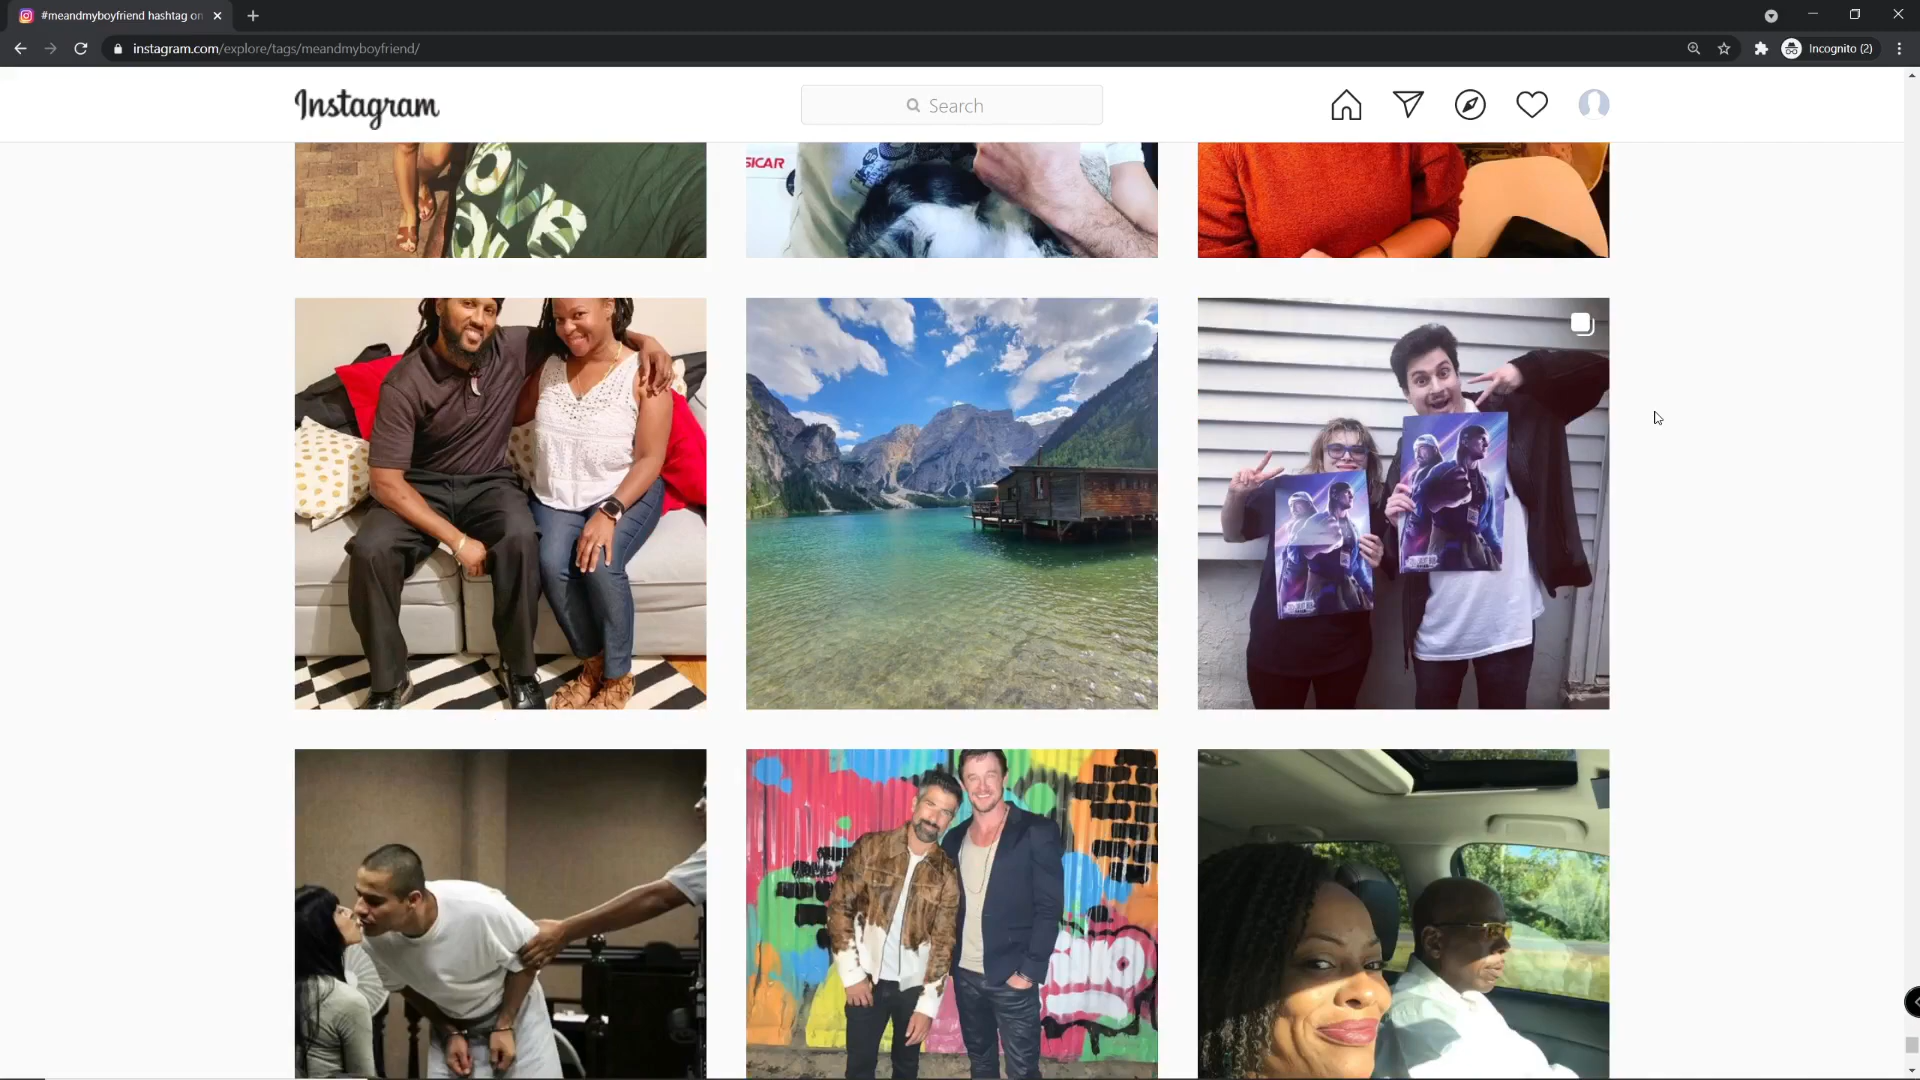 #meandmyboyfriend hashtag on
instagram.com/explore/tags/meandmyboyfriend/
Incognito (2)
Instagram
Search
SICAR